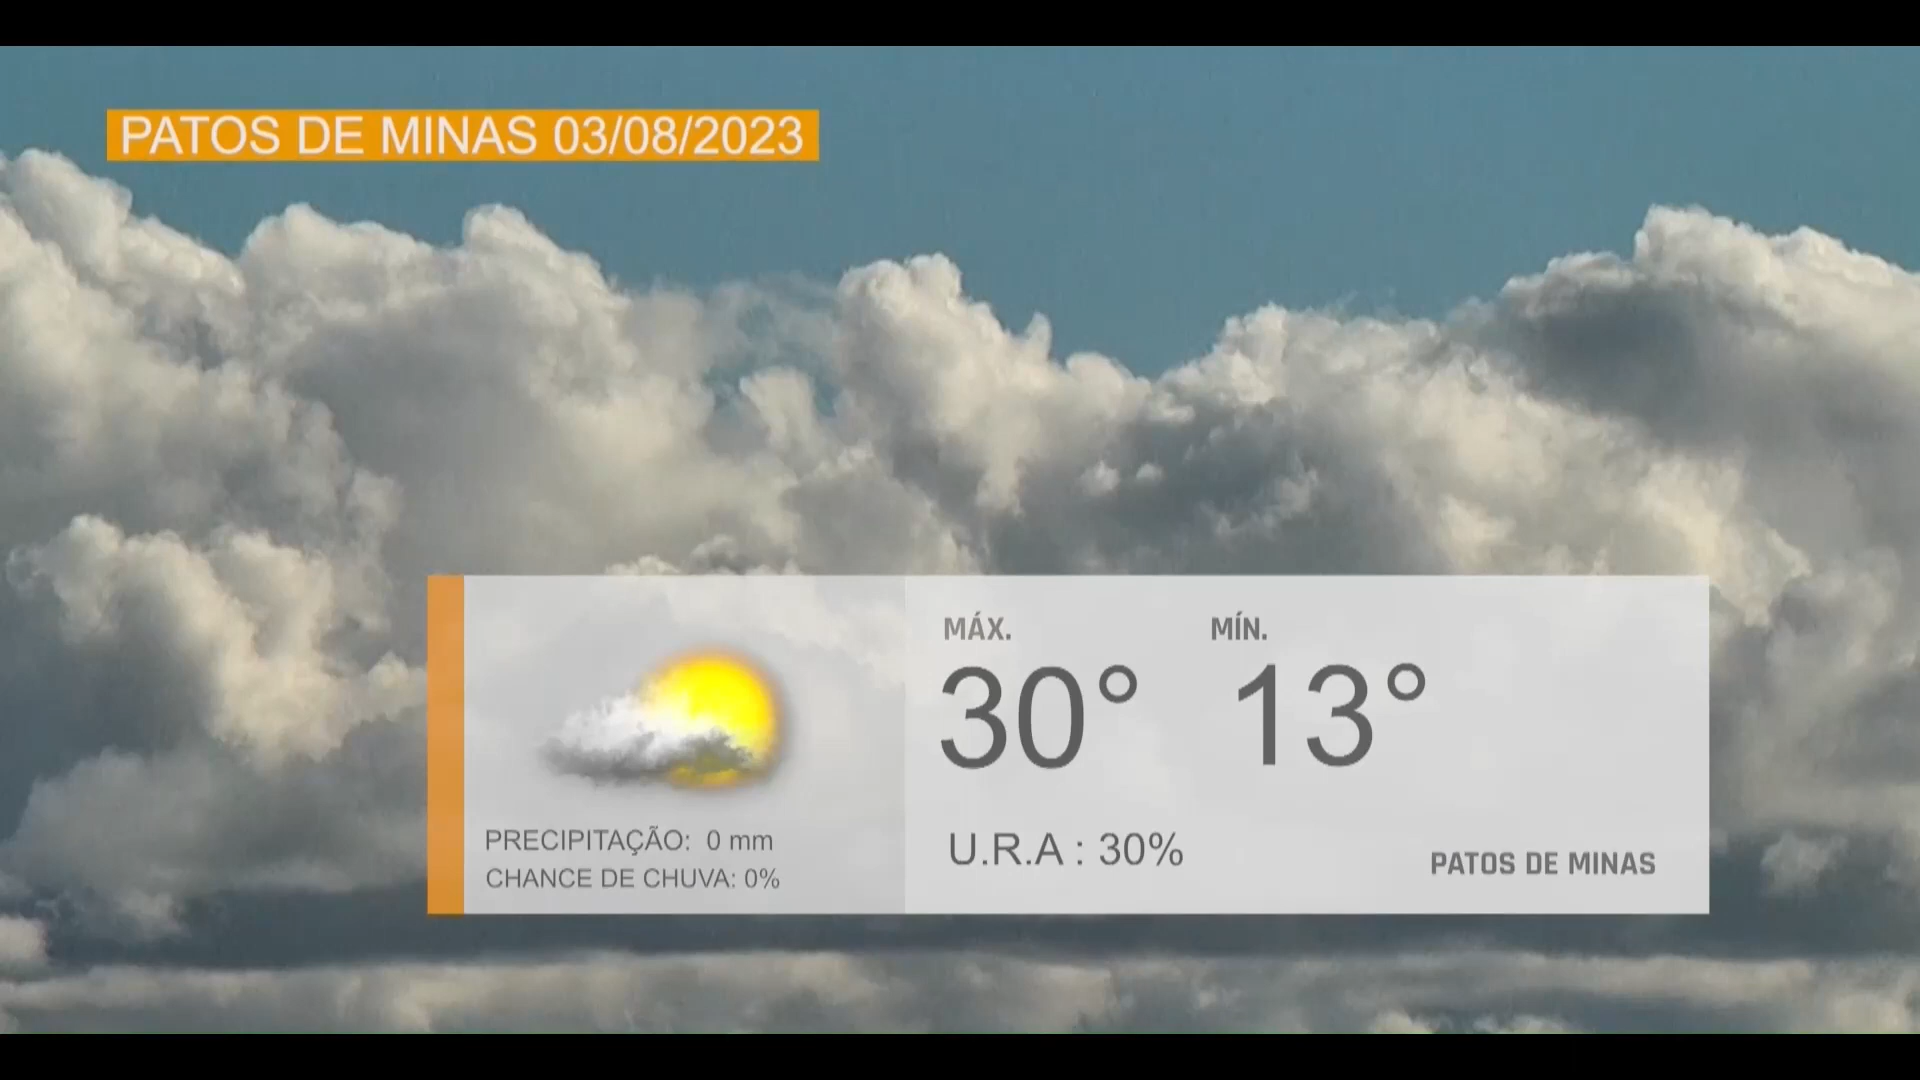 PATOS DE MINAS 03/08/2023
MÁX.
MÍN.
30°
13°
PRECIPITAÇÃO: 0 mm
CHANCE DE CHUVA: 0%
U.R.A : 30%
PATOS DE MINAS